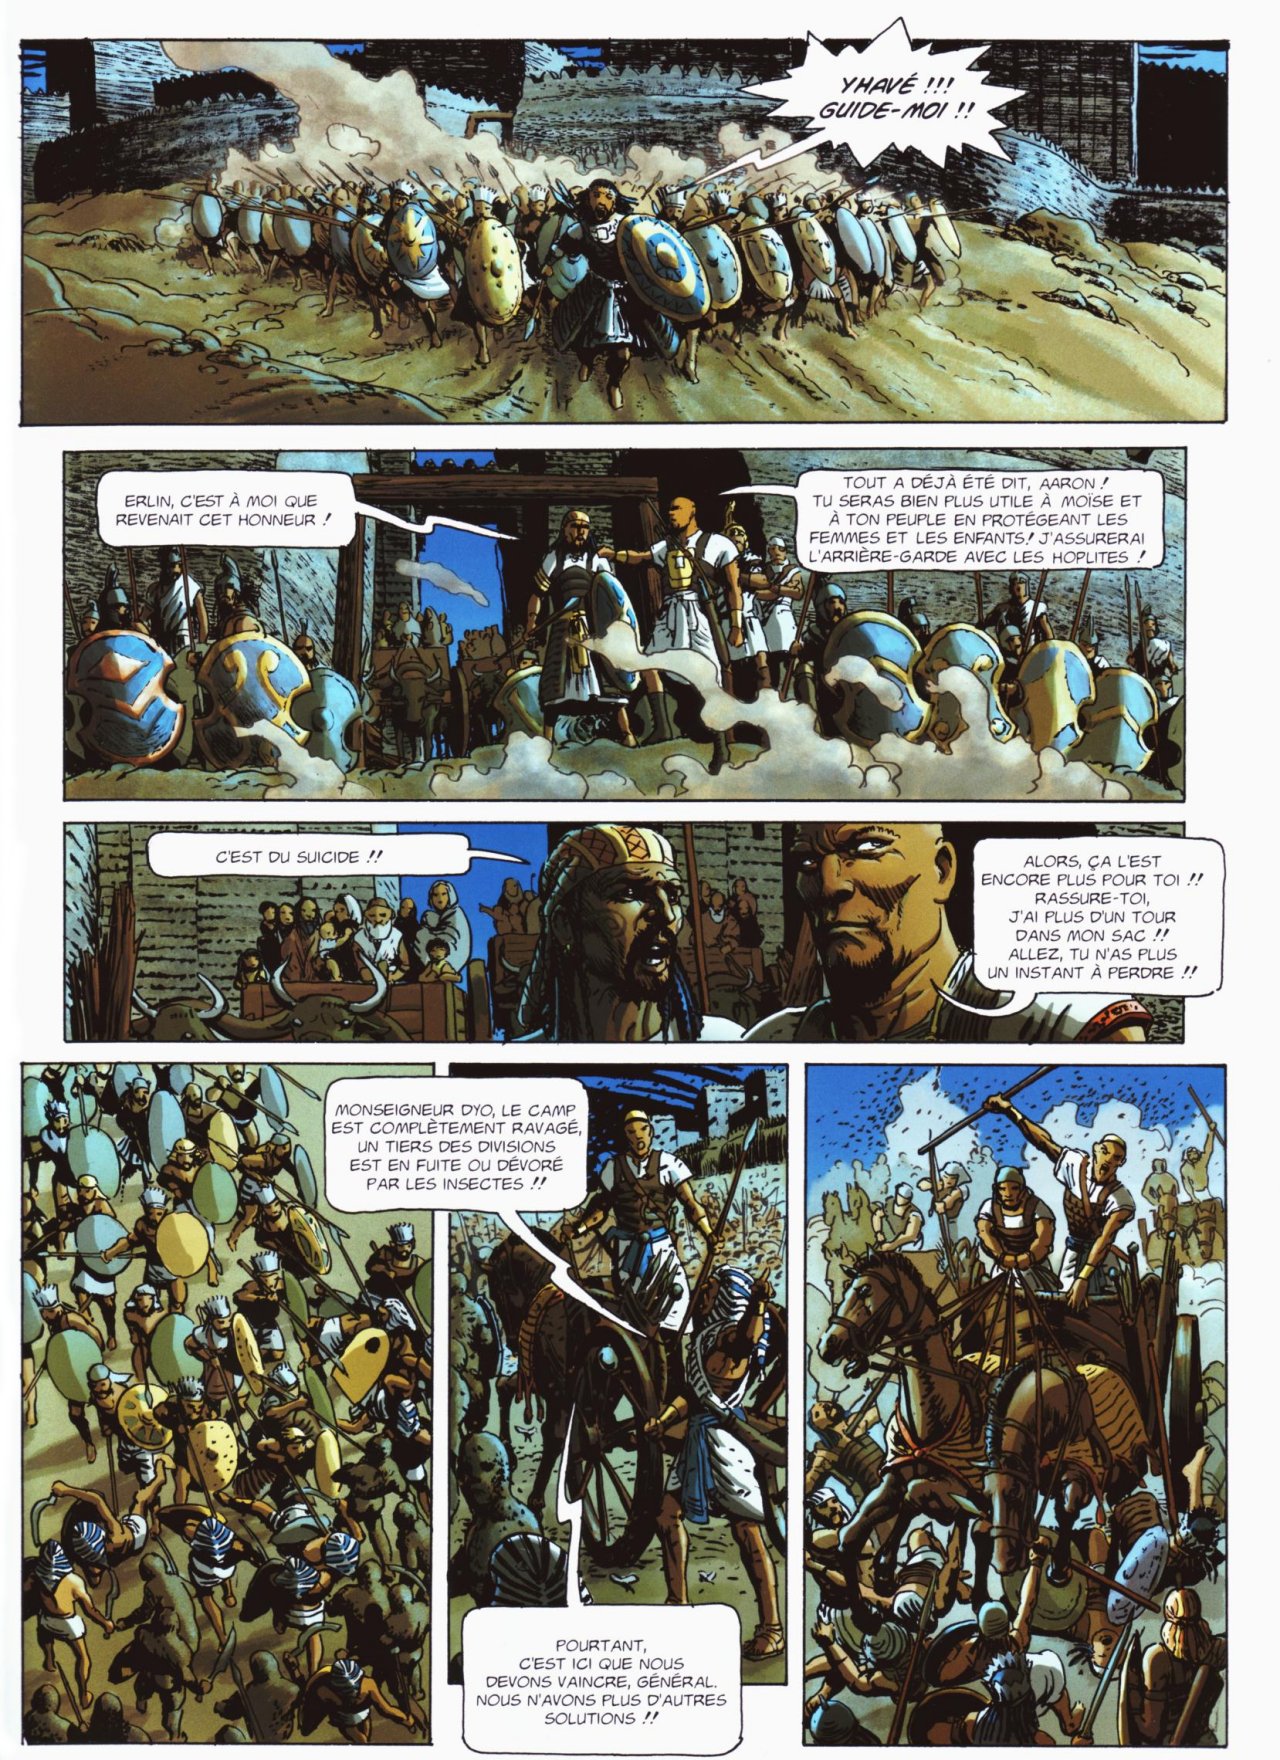 YHAVÉ !!!
GUIDE-MOI !!
ERLIN, C'EST À MOI QUE
REVENAIT CET HONNEUR !
TOUT A DÉJÀ ÉTÉ DIT, AARON !
TU SERAS BIEN PLUS UTILE À MOÏSE ET
À TON PEUPLE EN PROTÉGEANT LES
FEMMES ET LES ENFANTS! J'ASSURERAI
L'ARRIÈRE-GARDE AVEC LES HOPLITES !
C'EST DU SUICIDE !!
ALORS, ÇA L'EST
ENCORE PLUS POUR TOI !!
RASSURE-TOI,
J'AI PLUS D'UN TOUR
DANS MON SAC !!
ALLEZ, TU N'AS PLUS
UN INSTANT À PERDRE !!
MONSEIGNEUR DYO, LE CAMP
EST COMPLÈTEMENT RAVAGÉ,
UN TIERS DES DIVISIONS
EST EN FUITE OU DÉVORÉ
PAR LES INSECTES !!
POURTANT,
C'EST ICI QUE NOUS
DEVONS VAINCRE, GÉNÉRAL.
NOUS N'AVONS PLUS D'AUTRES
SOLUTIONS !!